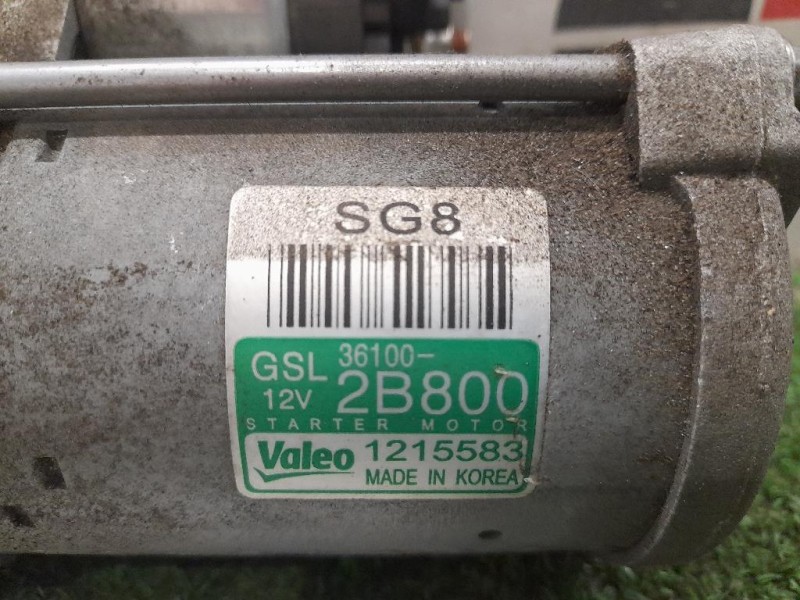 SG8
GSL 36100-
12V 2B800
STARTER MOTOR
Valeo 1215583
MADE IN KOREA